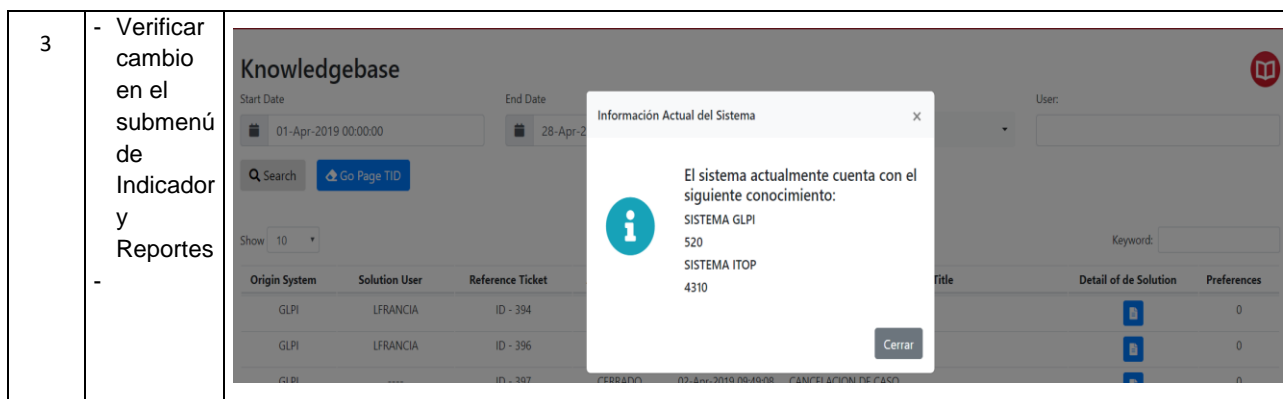 3
- Verificar
cambio
en el
submenú
de
Indicador
y
Reportes
-
Knowledgebase
Start Date
End Date
User:
01-Apr-2019 00:00:00
28-Apr-2
Search
Go Page TID
Información Actual del Sistema
x
El sistema actualmente cuenta con el
siguiente conocimiento:
SISTEMA GLPI
520
SISTEMA ITOP
4310
Cerrar
Show 10
Keyword:
Origin System Solution User Reference Ticket Title Detail of de Solution Preferences
GLPI LFRANCIA ID - 394 0
GLPI LFRANCIA ID - 396 0
GLPI ---- ID - 397 CERRADO 02-Apr-2019 09:49:08 CANCELACION DE CASO 0